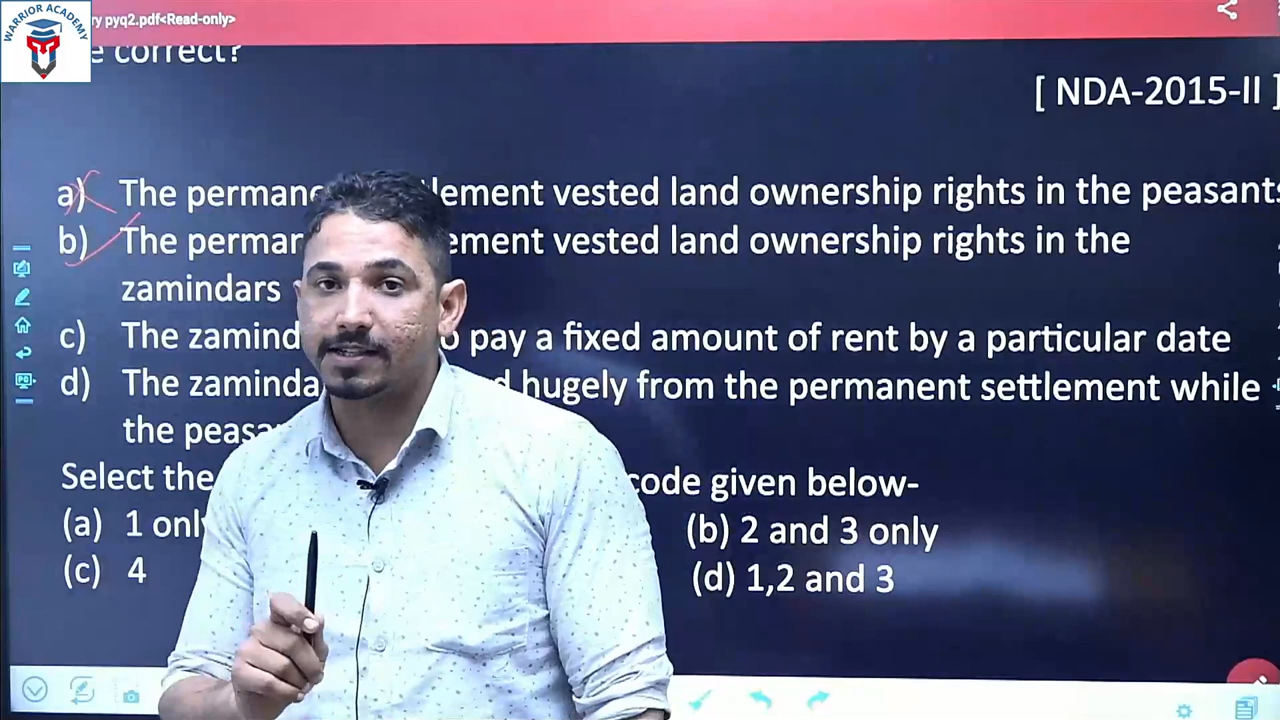 WARRIOR ACADEMY
ry pyq2.pdf<Read-only>
e correct?
[ NDA-2015-II ]
a) The permane lement vested land ownership rights in the peasants
b) The perman ement vested land ownership rights in the
zamindars
c) The zamind o pay a fixed amount of rent by a particular date
d) The zaminda d hugely from the permanent settlement while
the peasa
Select the code given below-
(a) 1 only (b) 2 and 3 only
(c) 4 (d) 1,2 and 3